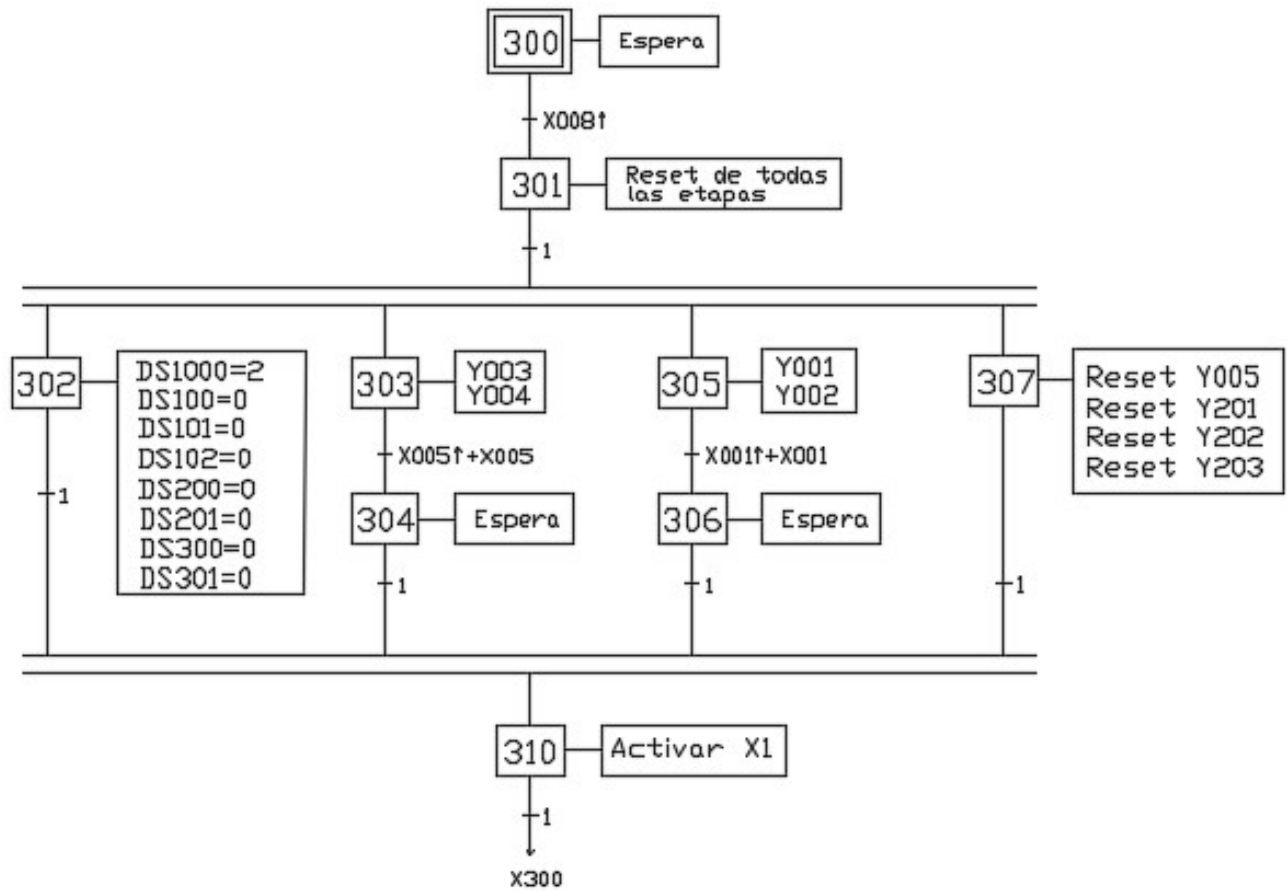 300
Espera
X008↑
301
Reset de todas
las etapas
1
302
DS1000=2
DS100=0
DS101=0
DS102=0
DS200=0
DS201=0
DS300=0
DS301=0
1
303
Y003
Y004
X005↑+X005
304
Espera
1
305
Y001
Y002
X001↑+X001
306
Espera
1
307
Reset Y005
Reset Y201
Reset Y202
Reset Y203
1
310
Activar X1
1
X300